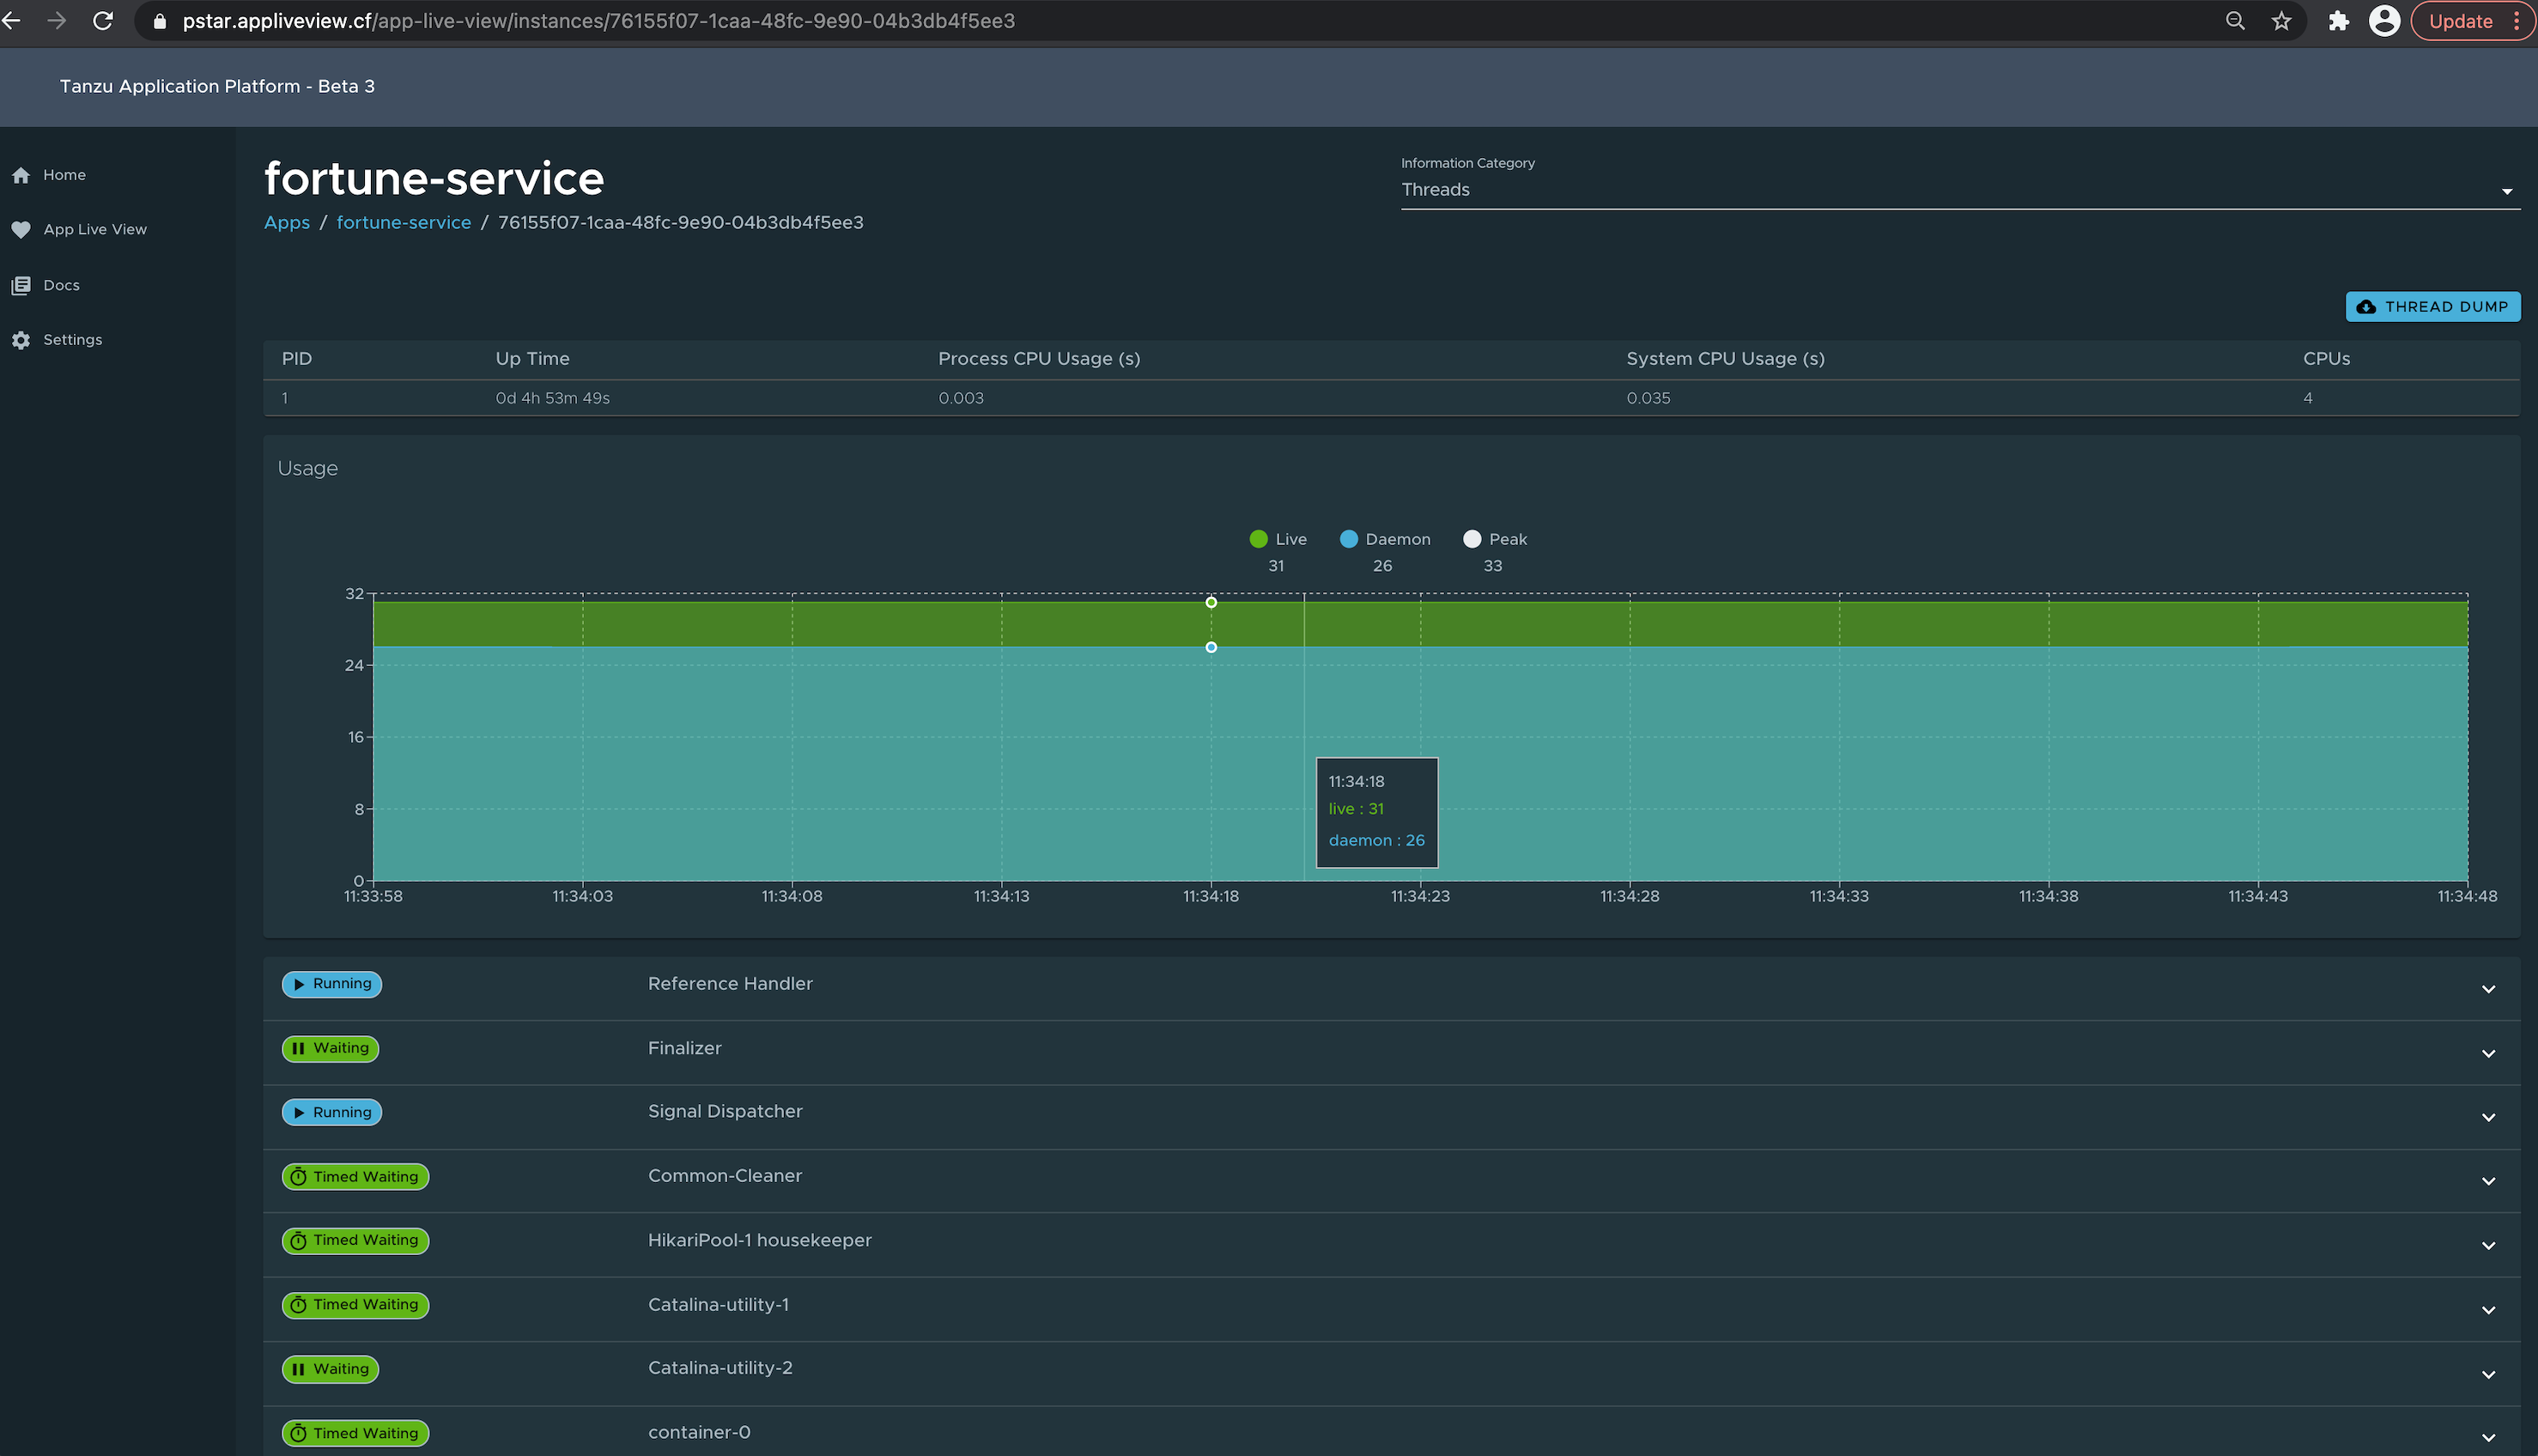 pstar.appliveview.cf/app-live-view/instances/76155f07-1caa-48fc-9e90-04b3db4f5ee3
Update
Tanzu Application Platform - Beta 3
Home
App Live View
Docs
Settings
fortune-service
Apps / fortune-service / 76155f07-1caa-48fc-9e90-04b3db4f5ee3
Information Category
Threads
THREAD DUMP
PID Up Time Process CPU Usage (s) System CPU Usage (s) CPUs
1 0d 4h 53m 49s 0.003 0.035 4
Usage
Live Daemon Peak
31 26 33
32
24
16
8
0
11:34:18
live : 31
daemon : 26
11:33:58 11:34:03 11:34:08 11:34:13 11:34:18 11:34:23 11:34:28 11:34:33 11:34:38 11:34:43 11:34:48
Running Reference Handler
Waiting Finalizer
Running Signal Dispatcher
Timed Waiting Common-Cleaner
Timed Waiting HikariPool-1 housekeeper
Timed Waiting Catalina-utility-1
Waiting Catalina-utility-2
Timed Waiting container-0